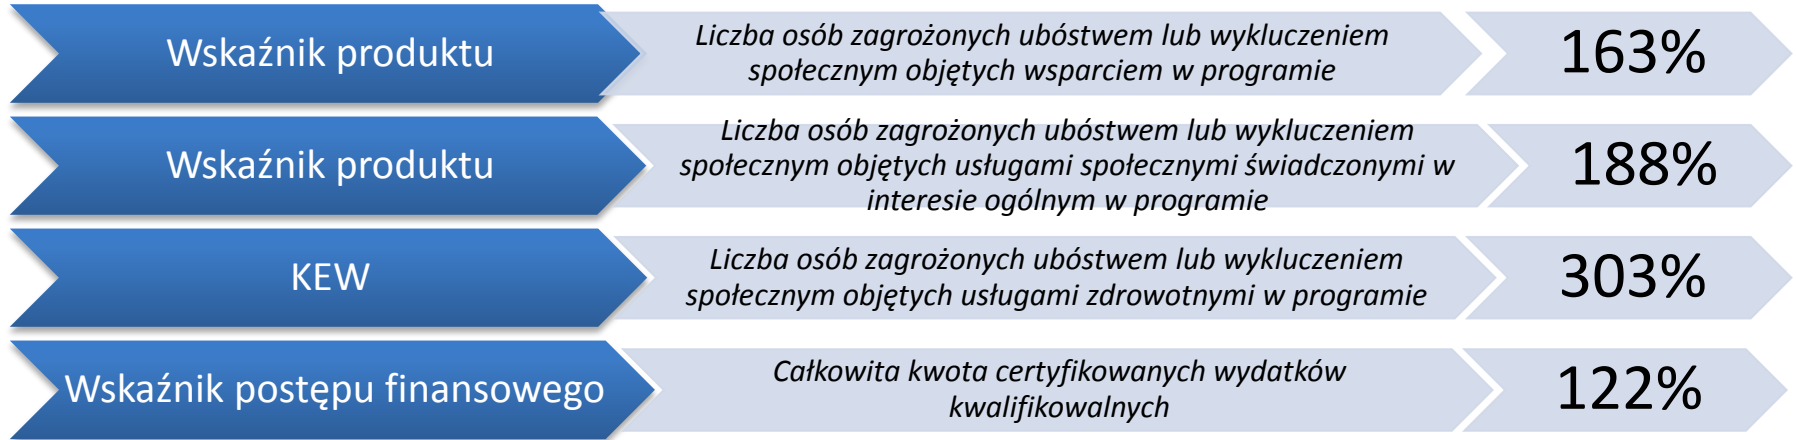 Wskaźnik produktu
Liczba osób zagrożonych ubóstwem lub wykluczeniem
społecznym objętych wsparciem w programie
163%
Wskaźnik produktu
Liczba osób zagrożonych ubóstwem lub wykluczeniem
społecznym objętych usługami społecznymi świadczonymi w
interesie ogólnym w programie
188%
KEW
Liczba osób zagrożonych ubóstwem lub wykluczeniem
społecznym objętych usługami zdrowotnymi w programie
303%
Wskaźnik postępu finansowego
Całkowita kwota certyfikowanych wydatków
kwalifikowalnych
122%